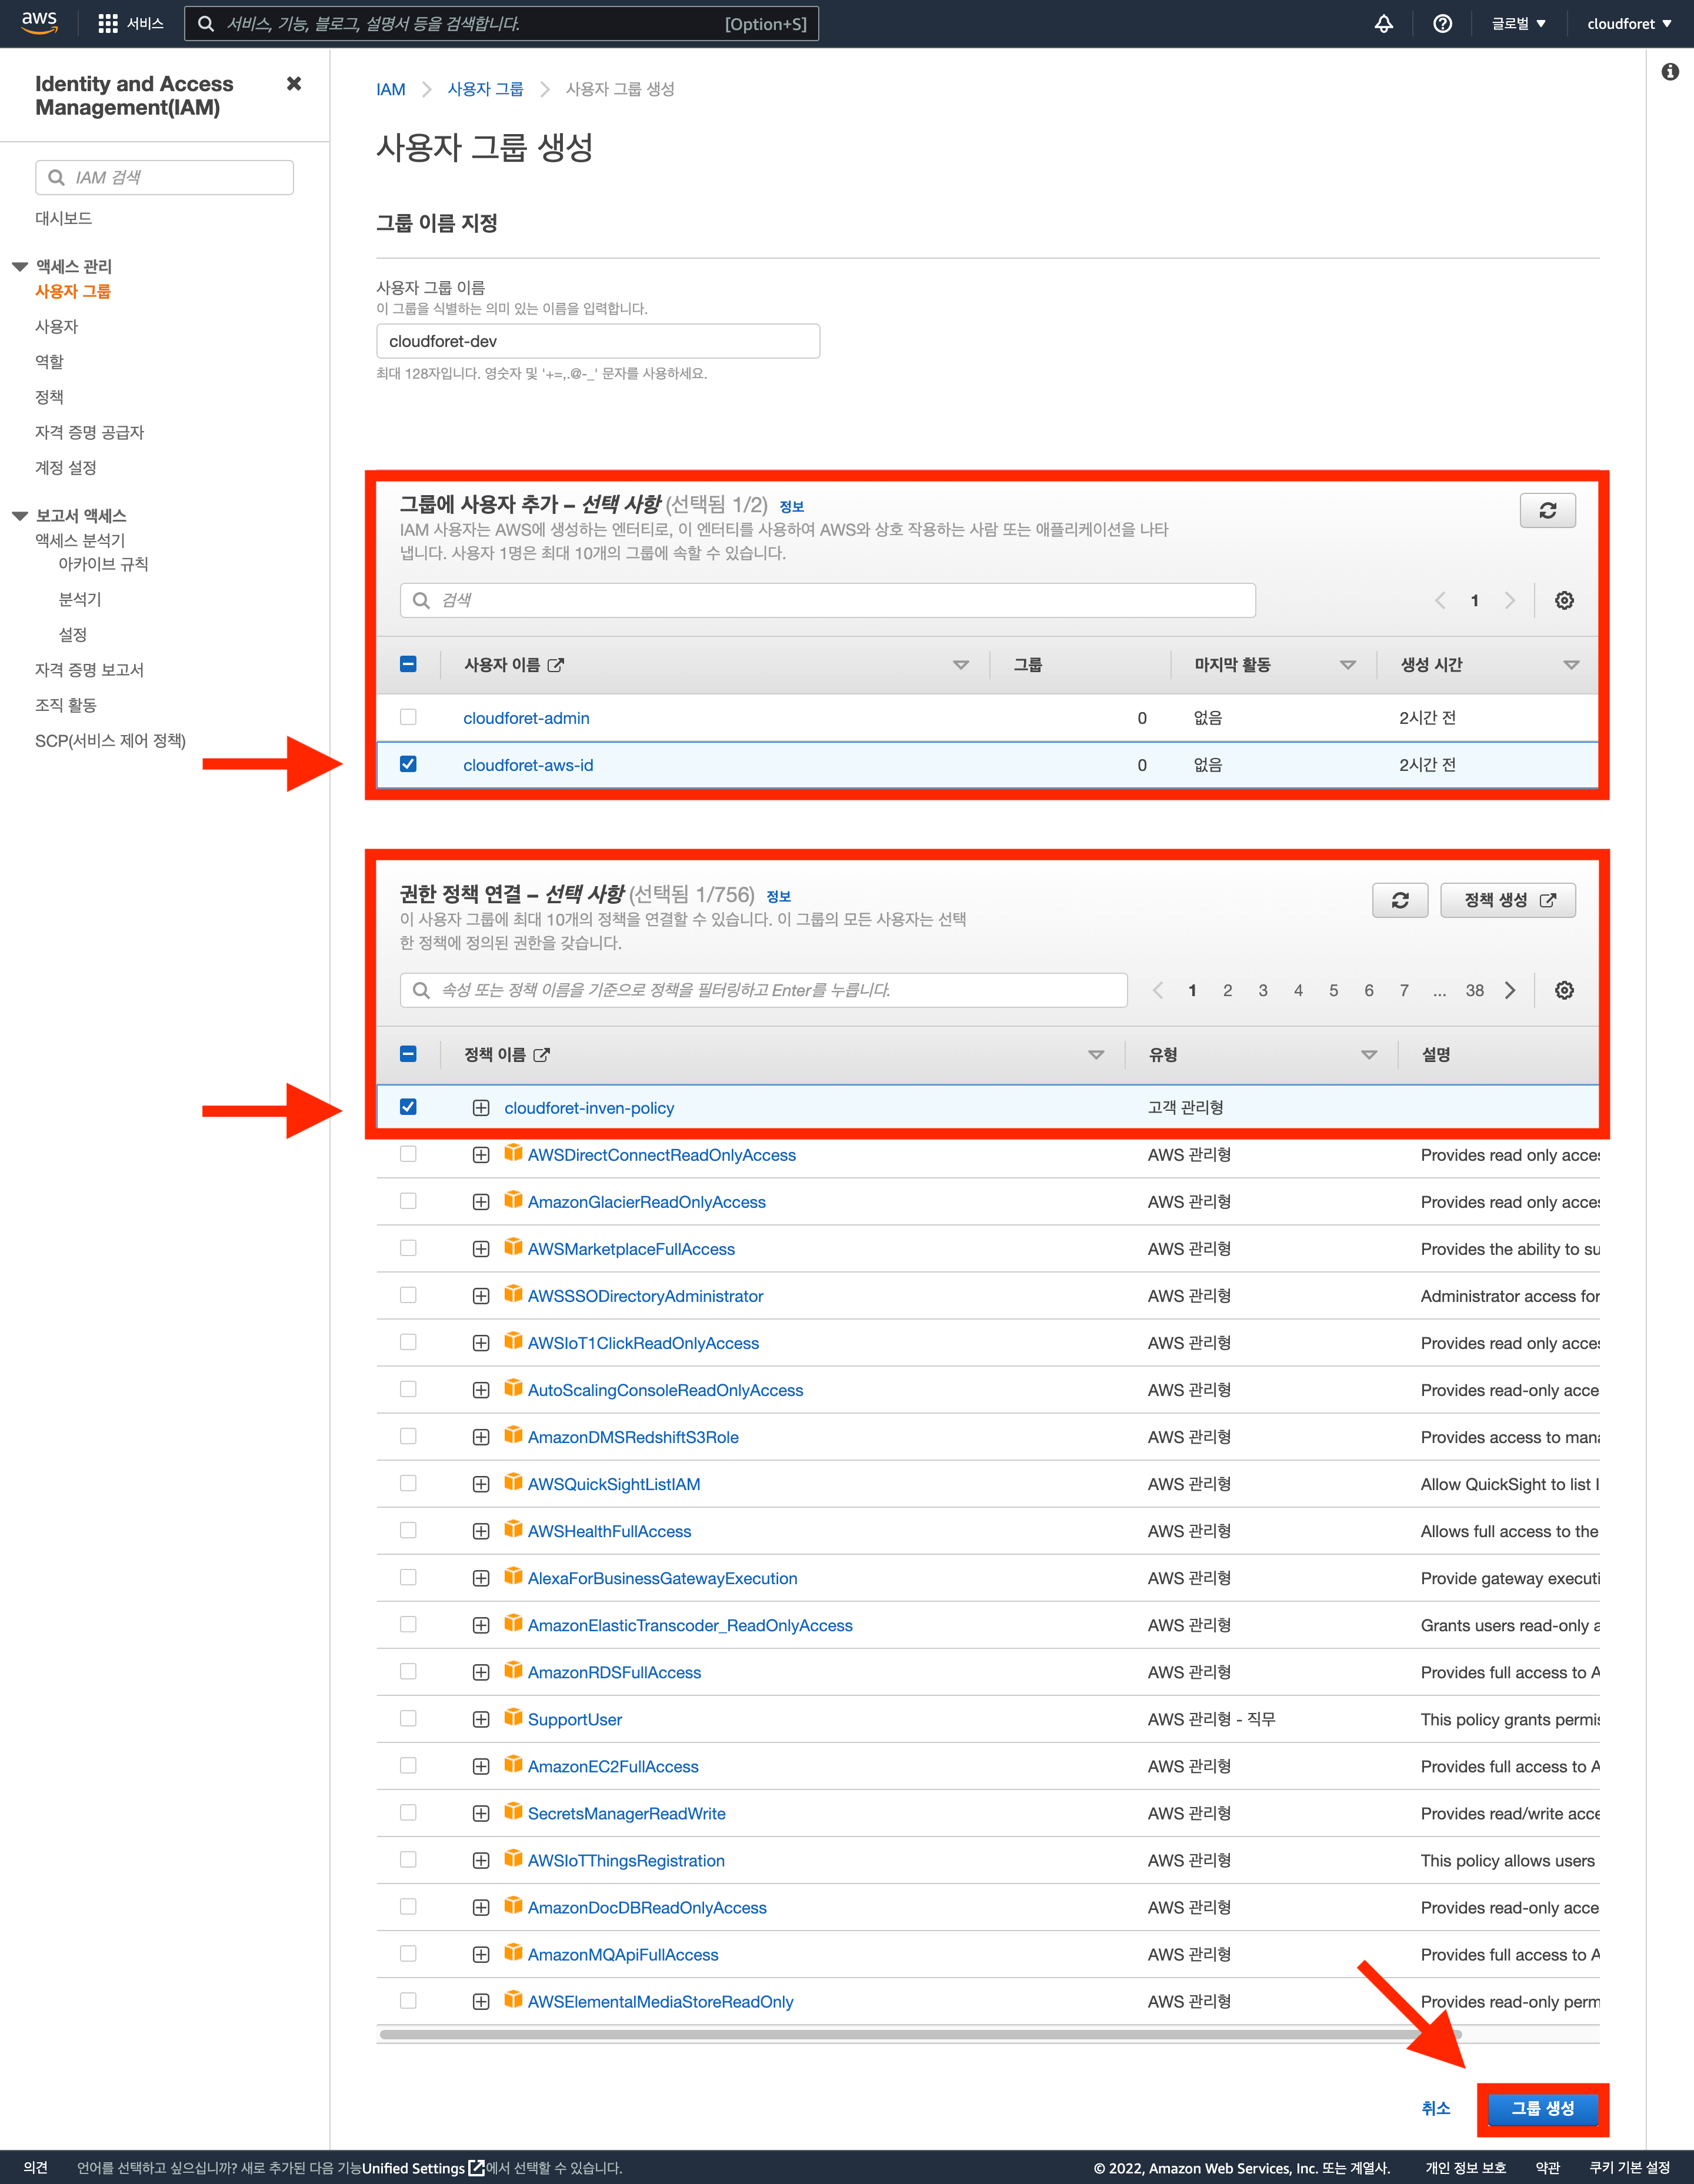 aws
서비스
서비스, 기능, 블로그, 설명서 등을 검색합니다.
[Option+S]
글로벌
cloudforet
Identity and Access
Management(IAM)
IAM 검색
대시보드
액세스 관리
사용자 그룹
사용자
역할
정책
자격 증명 공급자
계정 설정
보고서 액세스
액세스 분석기
아카이브 규칙
분석기
설정
자격 증명 보고서
조직 활동
SCP(서비스 제어 정책)
IAM 사용자 그룹 사용자 그룹 생성
사용자 그룹 생성
그룹 이름 지정
사용자 그룹 이름
이 그룹을 식별하는 의미 있는 이름을 입력합니다.
cloudforet-dev
최대 128자입니다. 영숫자 및 '+=,.@-_' 문자를 사용하세요.
그룹에 사용자 추가 – 선택 사항 (선택됨 1/2) 정보
IAM 사용자는 AWS에 생성하는 엔터티로, 이 엔터티를 사용하여 AWS와 상호 작용하는 사람 또는 애플리케이션을 나타
냅니다. 사용자 1명은 최대 10개의 그룹에 속할 수 있습니다.
검색
1
사용자 이름 그룹 마지막 활동 생성 시간
cloudforet-admin 0 없음 2시간 전
cloudforet-aws-id 0 없음 2시간 전
권한 정책 연결 – 선택 사항 (선택됨 1/756) 정보
정책 생성
이 사용자 그룹에 최대 10개의 정책을 연결할 수 있습니다. 이 그룹의 모든 사용자는 선택
한 정책에 정의된 권한을 갖습니다.
속성 또는 정책 이름을 기준으로 정책을 필터링하고 Enter를 누릅니다.
1 2 3 4 5 6 7 ... 38
정책 이름 유형 설명
cloudforet-inven-policy 고객 관리형
AWSDirectConnectReadOnlyAccess AWS 관리형 Provides read only acces
AmazonGlacierReadOnlyAccess AWS 관리형 Provides read only acces
AWSMarketplaceFullAccess AWS 관리형 Provides the ability to su
AWSSSODirectoryAdministrator AWS 관리형 Administrator access for
AWSIoT1ClickReadOnlyAccess AWS 관리형 Provides read only acces
AutoScalingConsoleReadOnlyAccess AWS 관리형 Provides read-only acce
AmazonDMSRedshiftS3Role AWS 관리형 Provides access to mana
AWSQuickSightListIAM AWS 관리형 Allow QuickSight to list I
AWSHealthFullAccess AWS 관리형 Allows full access to the
AlexaForBusinessGatewayExecution AWS 관리형 Provide gateway executi
AmazonElasticTranscoder_ReadOnlyAccess AWS 관리형 Grants users read-only a
AmazonRDSFullAccess AWS 관리형 Provides full access to A
SupportUser AWS 관리형 - 직무 This policy grants permis
AmazonEC2FullAccess AWS 관리형 Provides full access to A
SecretsManagerReadWrite AWS 관리형 Provides read/write acce
AWSIoTThingsRegistration AWS 관리형 This policy allows users
AmazonDocDBReadOnlyAccess AWS 관리형 Provides read-only acce
AmazonMQApiFullAccess AWS 관리형 Provides full access to A
AWSElementalMediaStoreReadOnly AWS 관리형 Provides read-only perm
취소 그룹 생성
의견 언어를 선택하고 싶으십니까? 새로 추가된 다음 기능Unified Settings에서 선택할 수 있습니다. © 2022, Amazon Web Services, Inc. 또는 계열사. 개인 정보 보호 약관 쿠키 기본 설정